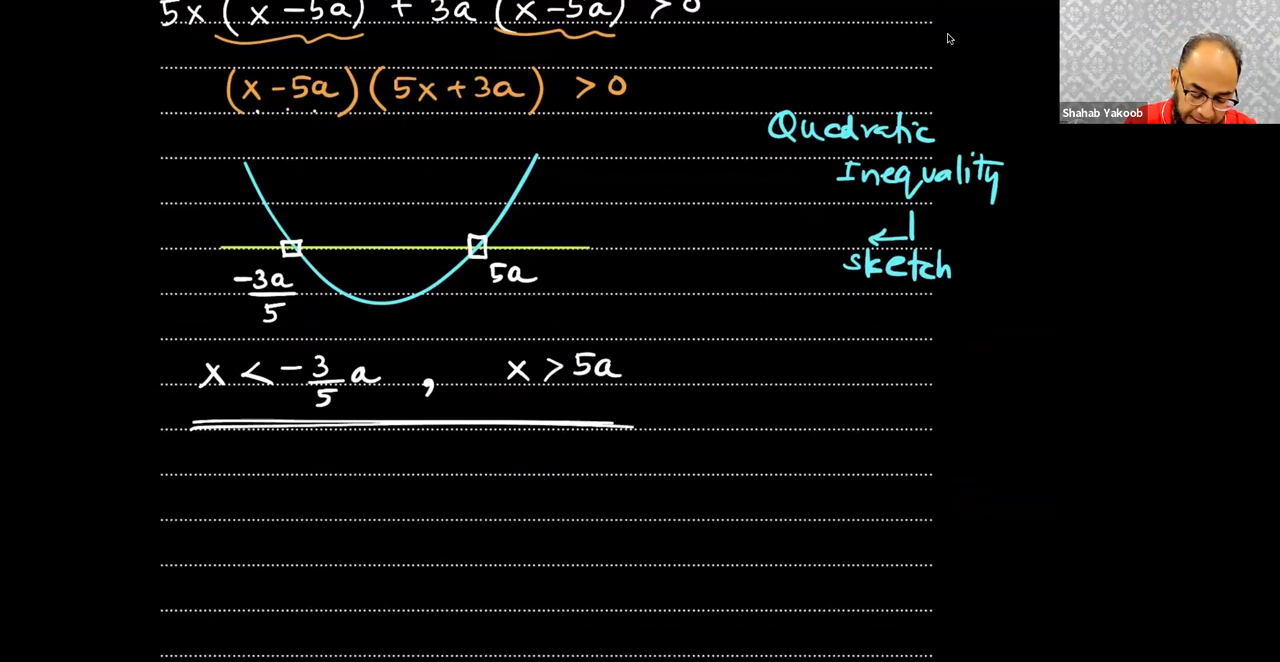 5x (x - 5a) + 3a (x - 5a) > 0
(x - 5a) (5x + 3a) > 0
Shahab Yakoob
Quadratic
Inequality
sketch
-3a/5
5a
x < -3/5 a , x > 5a